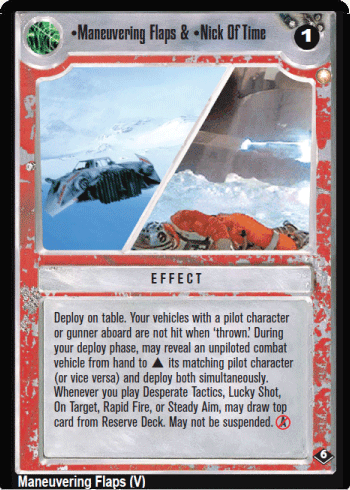 •Maneuvering Flaps & •Nick Of Time
1
EFFECT
Deploy on table. Your vehicles with a pilot character
or gunner aboard are not hit when 'thrown.' During
your deploy phase, may reveal an unpiloted combat
vehicle from hand to ▲ its matching pilot character
(or vice versa) and deploy both simultaneously.
Whenever you play Desperate Tactics, Lucky Shot,
On Target, Rapid Fire, or Steady Aim, may draw top
card from Reserve Deck. May not be suspended. A
6
Maneuvering Flaps (V)